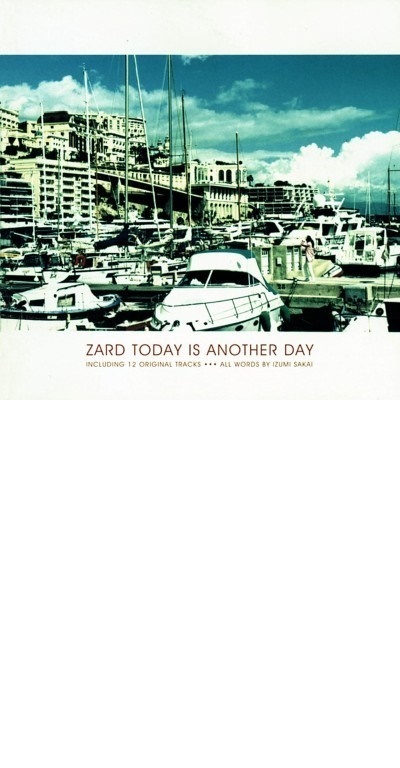 ZARD TODAY IS ANOTHER DAY
INCLUDING 12 ORIGINAL TRACKS ••• ALL WORDS BY IZUMI SAKAI